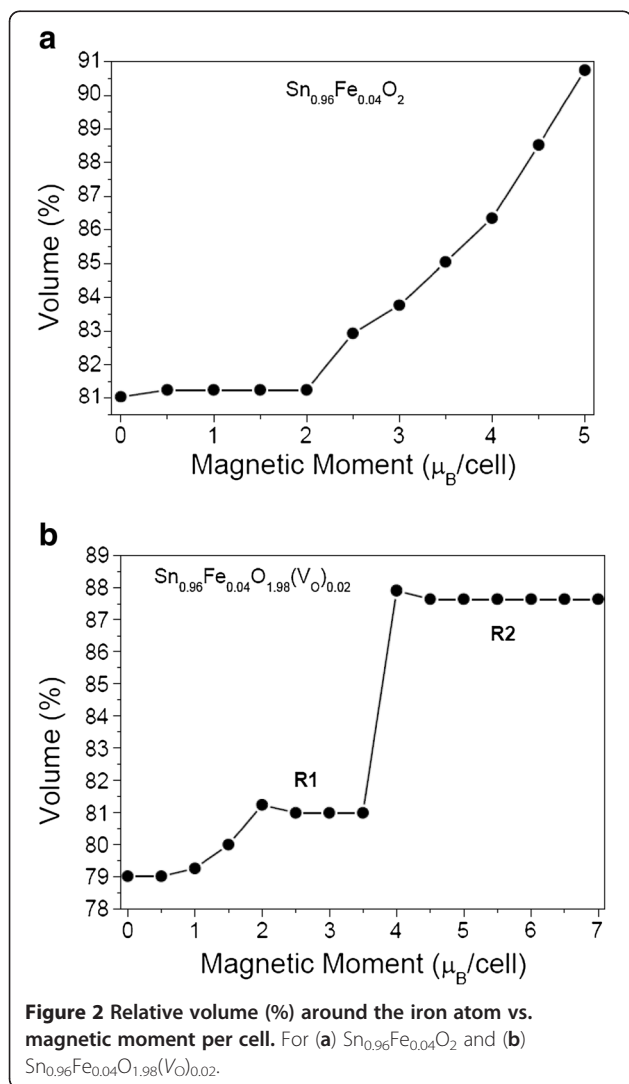 a
Sn0.96Fe0.04O2
91
90
89
88
87
86
85
84
83
82
81
Volume (%)
0 1 2 3 4 5
Magnetic Moment (μB/cell)
b
Sn0.96Fe0.04O1.98(VO)0.02
89
88
87
86
85
84
83
82
81
80
79
78
Volume (%)
R1
R2
0 1 2 3 4 5 6 7
Magnetic Moment (μB/cell)
Figure 2 Relative volume (%) around the iron atom vs.
magnetic moment per cell. For (a) Sn0.96Fe0.04O2 and (b)
Sn0.96Fe0.04O1.98(VO)0.02.